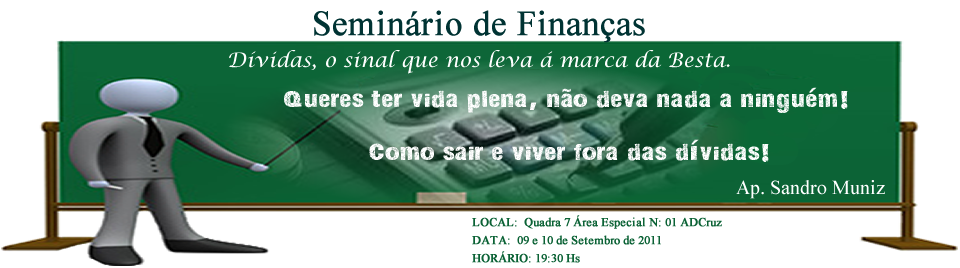 Seminário de Finanças
Dívidas, o sinal que nos leva á marca da Besta.
Queres ter vida plena, não deva nada a ninguém!
Como sair e viver fora das dívidas!
Ap. Sandro Muniz
LOCAL: Quadra 7 Área Especial N: 01 ADCruz
DATA: 09 e 10 de Setembro de 2011
HORÁRIO: 19:30 Hs